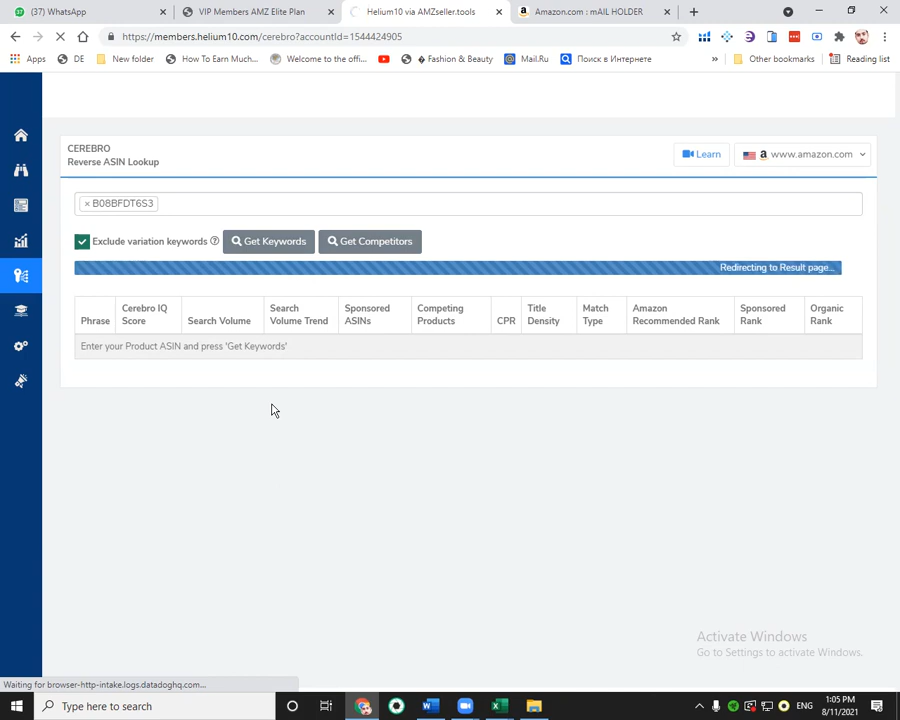 (37) WhatsApp
VIP Members AMZ Elite Plan
Helium10 via AMZseller.tools
Amazon.com : mAIL HOLDER
https://members.helium10.com/cerebro?accountId=1544424905
Apps
DE
New folder
How To Earn Much...
Welcome to the offi...
� Fashion & Beauty
Mail.Ru
Поиск в Интернете
»
Other bookmarks
Reading list
CEREBRO
Reverse ASIN Lookup
Learn
www.amazon.com
× B08BFDT6S3
Exclude variation keywords
Get Keywords
Get Competitors
Redirecting to Result page...
Phrase
Cerebro IQ Score
Search Volume
Search Volume Trend
Sponsored ASINs
Competing Products
CPR
Title Density
Match Type
Amazon Recommended Rank
Sponsored Rank
Organic Rank
Enter your Product ASIN and press 'Get Keywords'
Activate Windows
Go to Settings to activate Windows.
Waiting for browser-http-intake.logs.datadoghq.com...
Type here to search
ENG
1:05 PM
8/11/2021